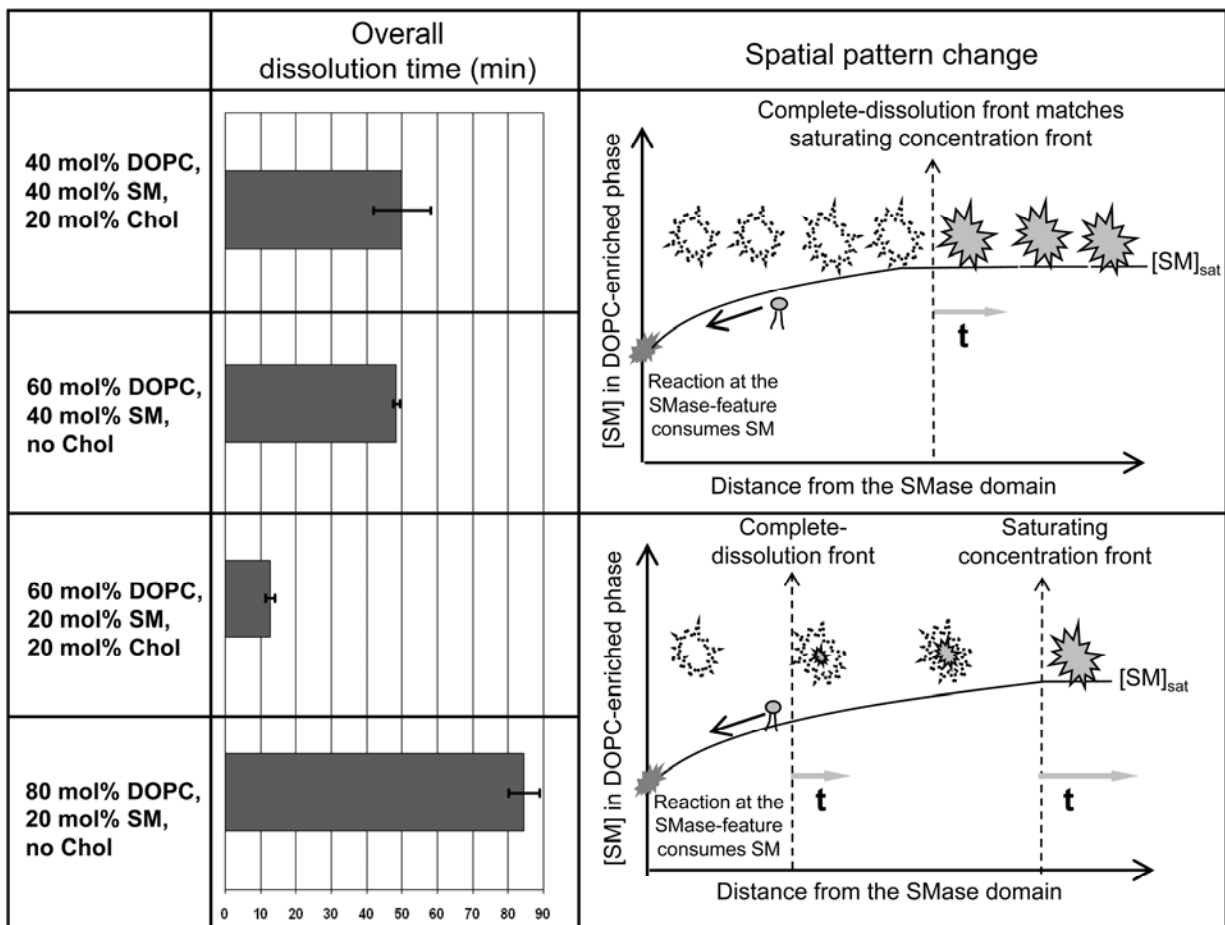 Overall
dissolution time (min)
Spatial pattern change
40 mol% DOPC,
40 mol% SM,
20 mol% Chol
60 mol% DOPC,
40 mol% SM,
no Chol
[SM] in DOPC-enriched phase
Complete-dissolution front matches
saturating concentration front
[SM]sat
t
Reaction at the
SMase-feature
consumes SM
Distance from the SMase domain
60 mol% DOPC,
20 mol% SM,
20 mol% Chol
80 mol% DOPC,
20 mol% SM,
no Chol
0 10 20 30 40 50 60 70 80 90
[SM] in DOPC-enriched phase
Complete-
dissolution front
Saturating
concentration front
[SM]sat
t
t
Reaction at the
SMase-feature
consumes SM
Distance from the SMase domain